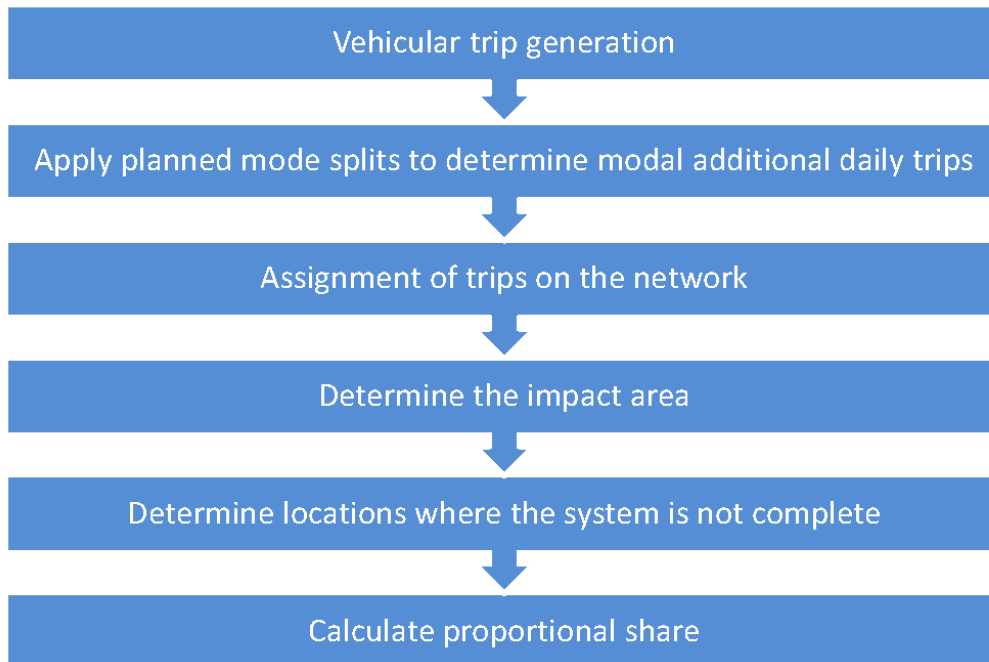 Vehicular trip generation
Apply planned mode splits to determine modal additional daily trips
Assignment of trips on the network
Determine the impact area
Determine locations where the system is not complete
Calculate proportional share